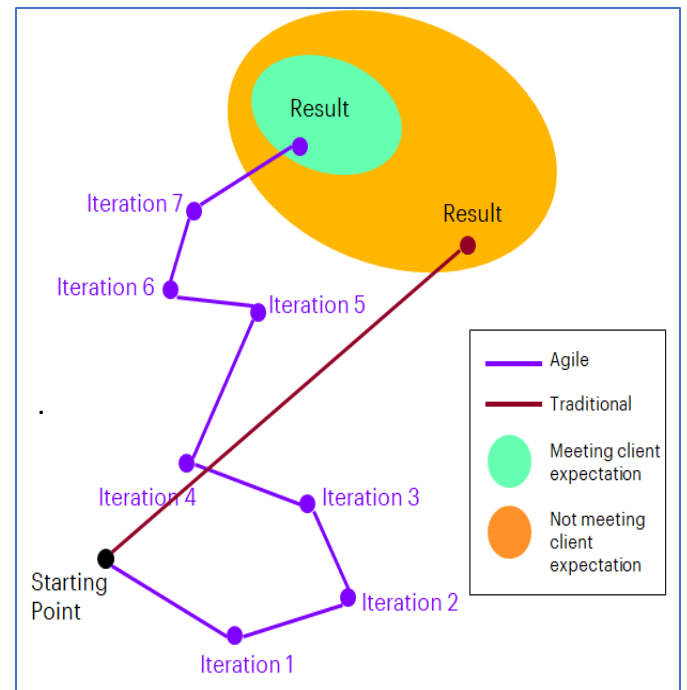 Result
Iteration 7
Result
Iteration 6
Iteration 5
Agile
Traditional
Meeting client
expectation
Iteration 4
Iteration 3
Not meeting
client
expectation
Starting
Point
Iteration 2
Iteration 1